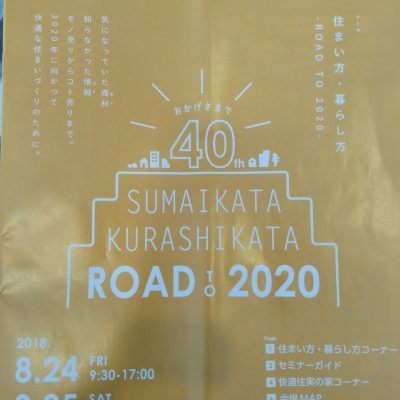 テーマ
住まい方・暮らし方
-ROAD TO 2020-
気になっていた商材
知らなかった情報
モノ売りからコト売りまで。
2020年に向かって
快適な住まいづくりのために。
おかげさまで
40th
SUMAIKATA
KURASHIKATA
ROAD TO 2020
2018.
8.24 FRI
9:30-17:00
8.25 SAT
Page
1 住まい方・暮らし方コーナー
2 セミナーガイド
4 快適住実の家コーナー
6 会場MAP